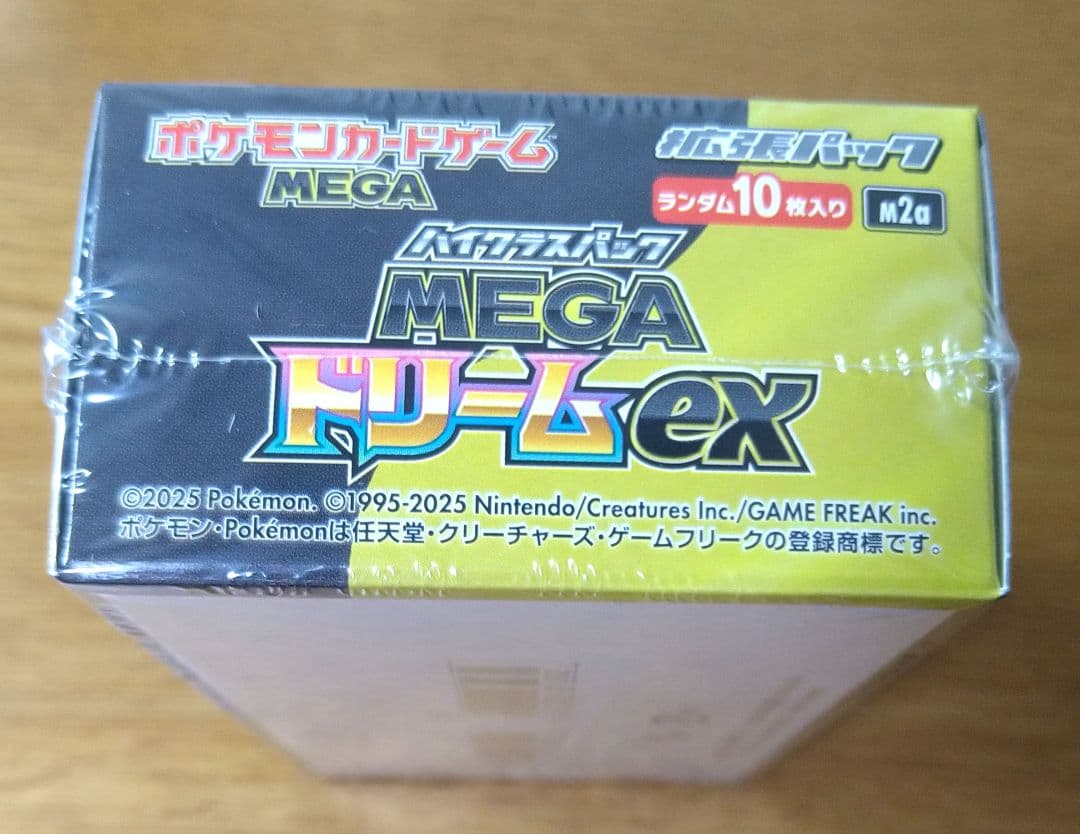 ポケモンカードゲーム
MEGA
拡張パック
ランダム10枚入り
M2a
ハイクラスパック
MEGA
ドリームex
©2025 Pokémon. ©1995-2025 Nintendo/Creatures Inc./GAME FREAK inc.
ポケモン・Pokémonは任天堂・クリーチャーズ・ゲームフリークの登録商標です。